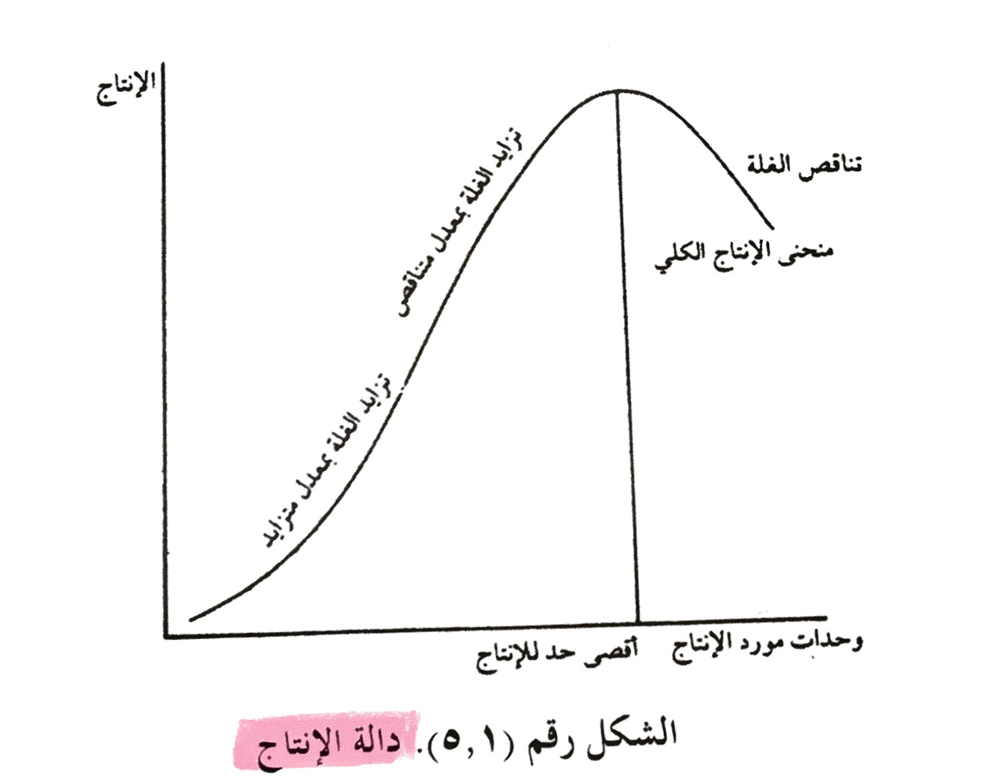 الإنتاج
تزايد الغلة بمعدل متناقص
تناقص الغلة
منحنى الإنتاج الكلي
تزايد الغلة بمعدل متزايد
وحدات مورد الإنتاج
أقصى حد للإنتاج
الشكل رقم (٥,١). دالة الإنتاج